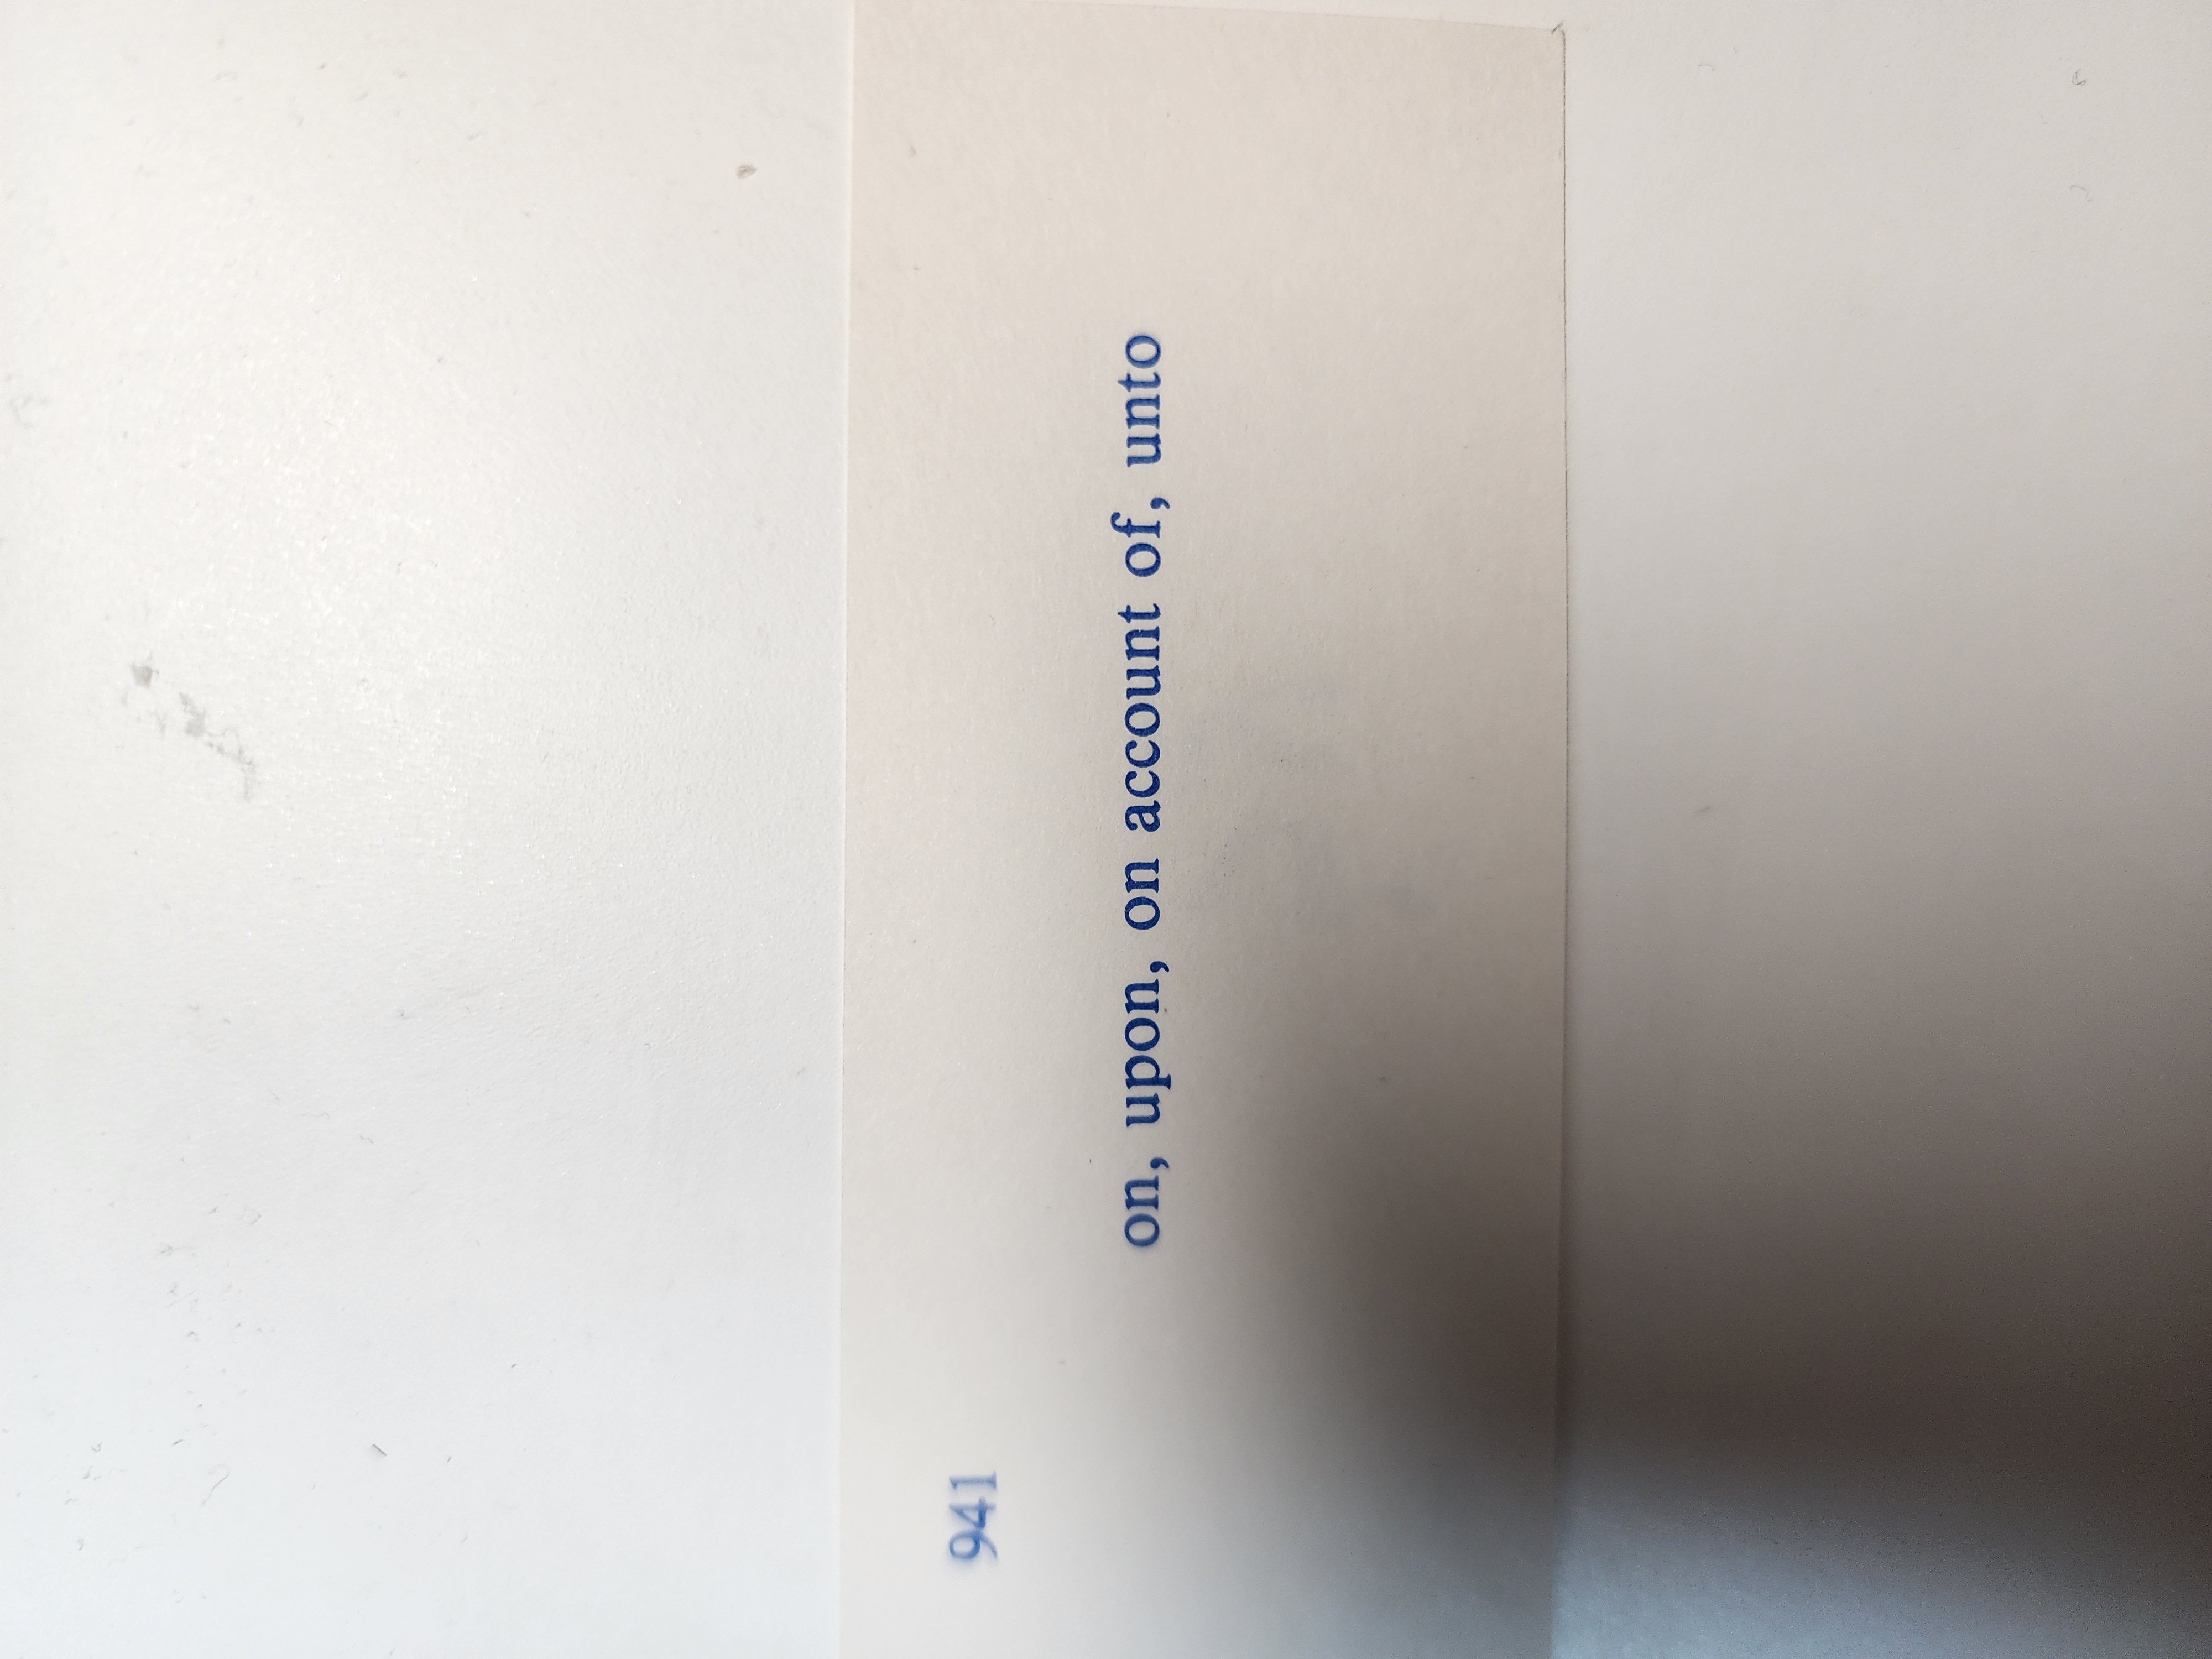 941
on, upon, on account of, unto